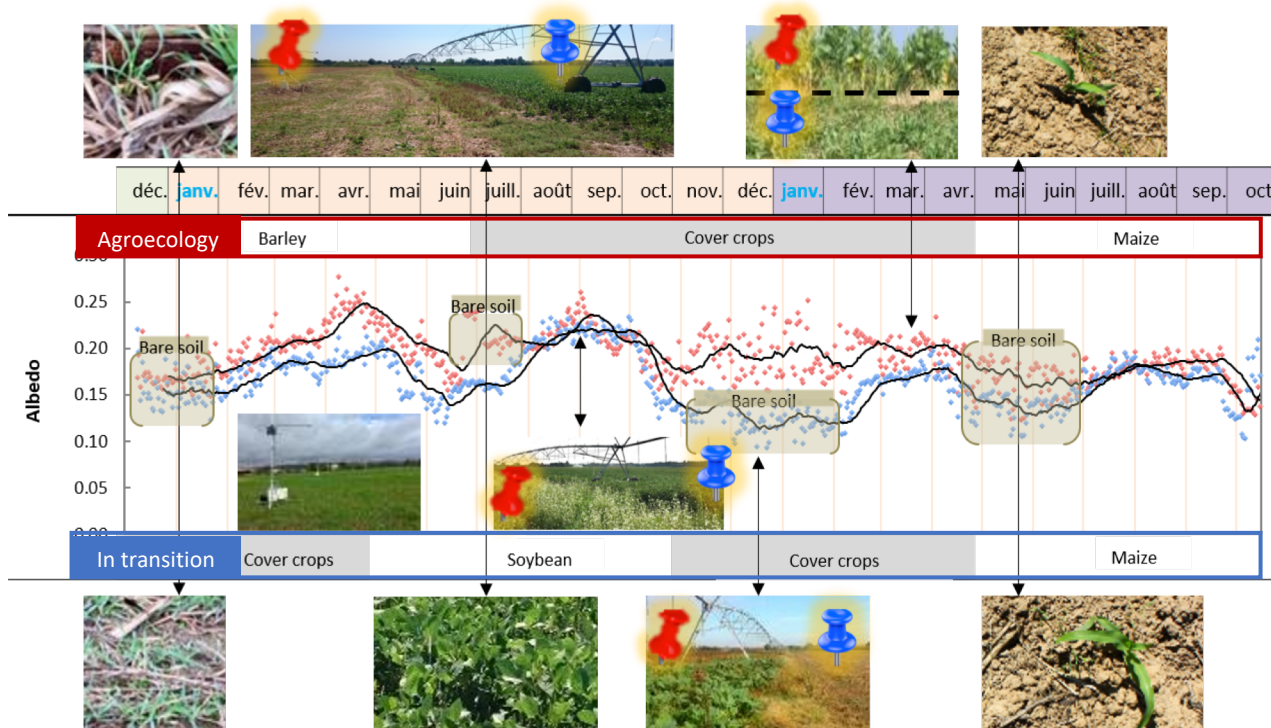 déc. janv. fév. mar. avr. mai juin juill. août sep. oct. nov. déc. janv. fév. mar. avr. mai juin juill. août sep. oct
Agroecology Barley Cover crops Maize
0.25
0.20
0.15
0.10
0.05
0.00
Albedo
Bare soil
Bare soil
Bare soil
Bare soil
In transition Cover crops Soybean Cover crops Maize